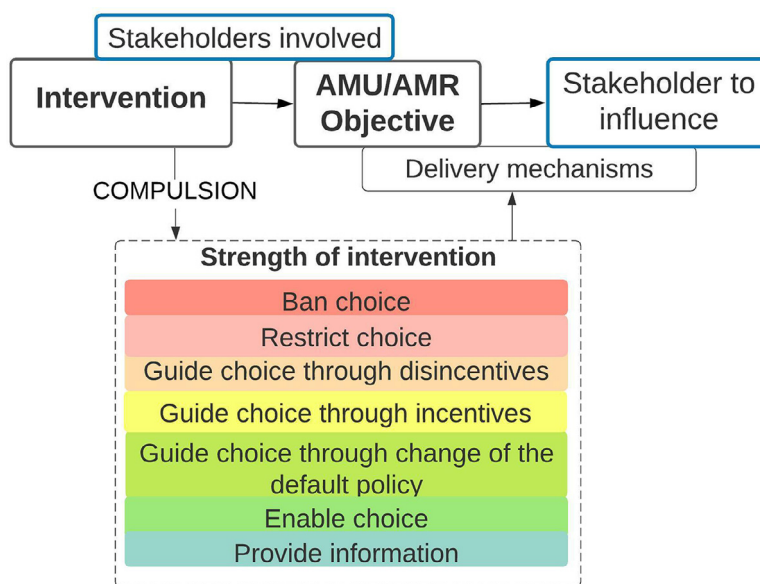 Stakeholders involved
Intervention
AMU/AMR
Objective
Stakeholder to
influence
Delivery mechanisms
COMPULSION
Strength of intervention
Ban choice
Restrict choice
Guide choice through disincentives
Guide choice through incentives
Guide choice through change of the
default policy
Enable choice
Provide information